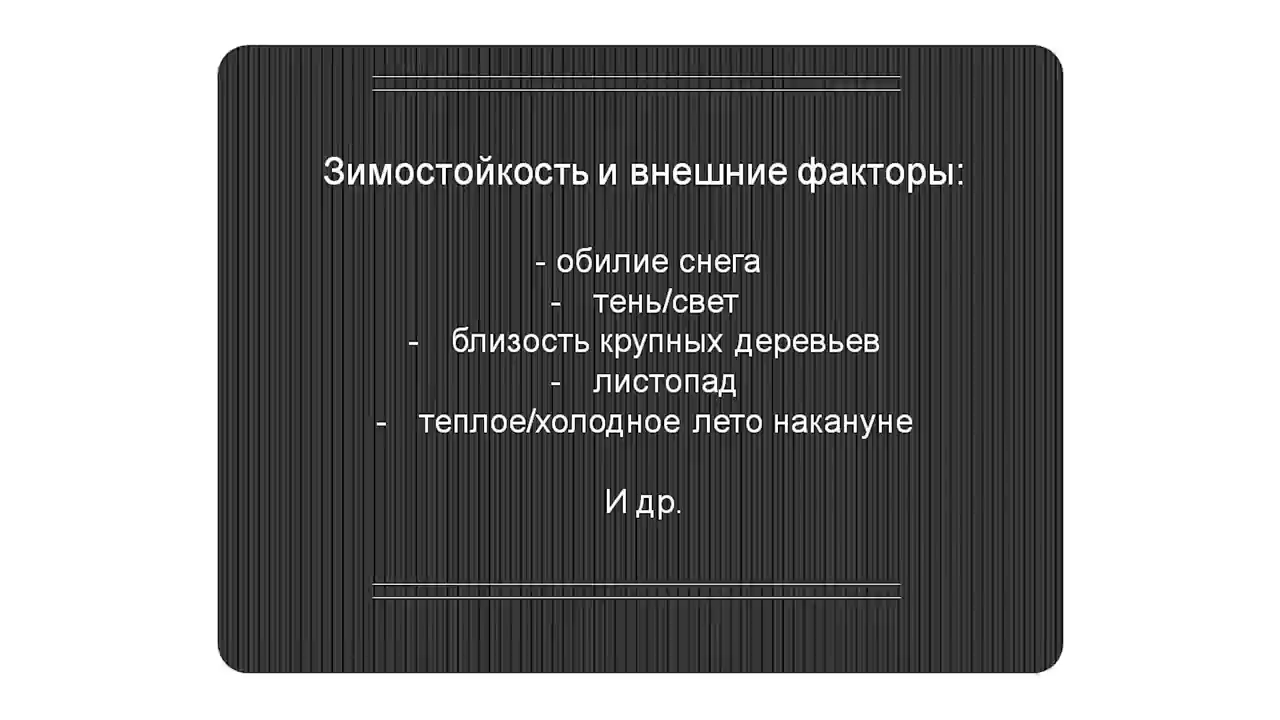 Зимостойкость и внешние факторы:
- обилие снега
- тень/свет
- близость крупных деревьев
- листопад
- теплое/холодное лето накануне
И др.